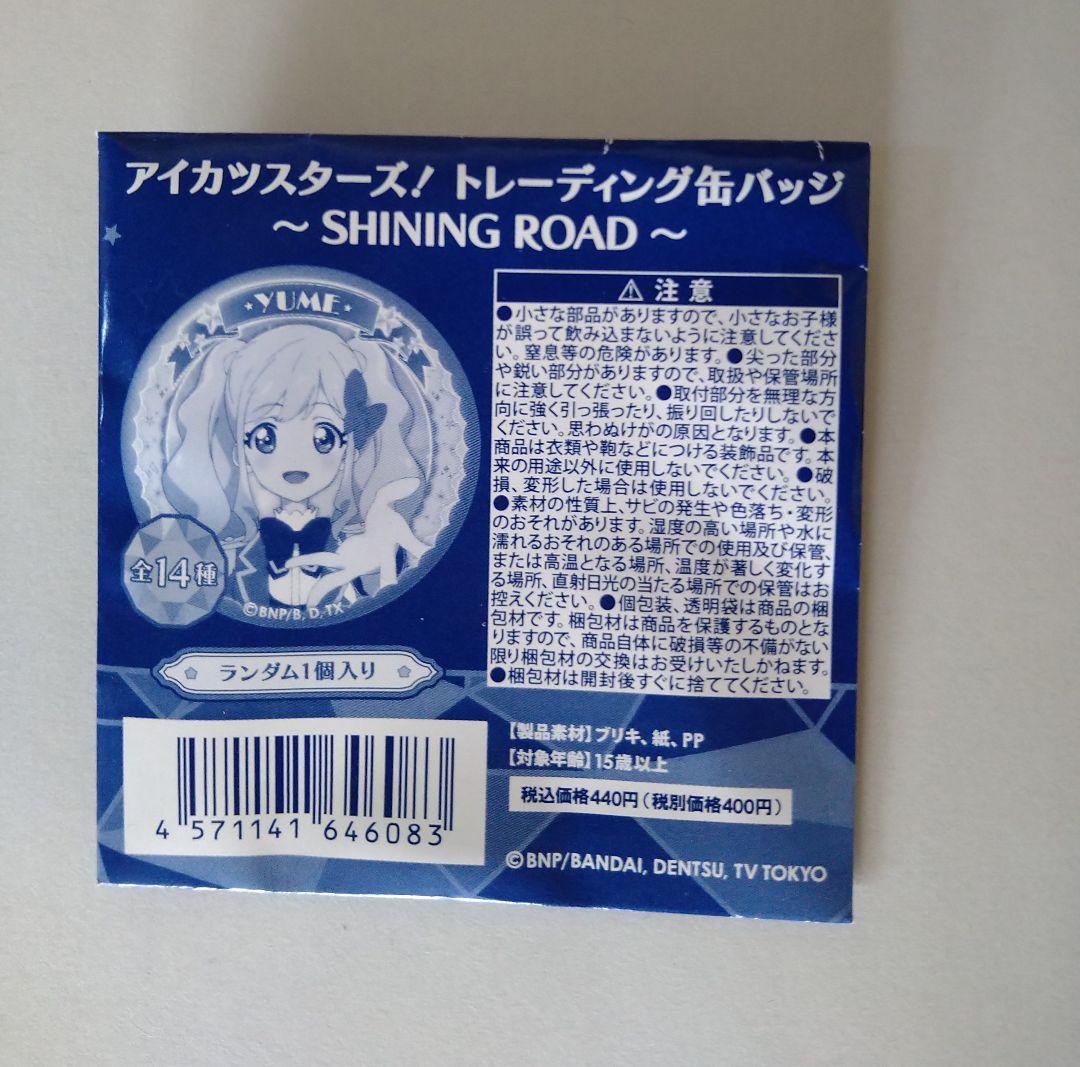 アイカツスターズ! トレーディング缶バッジ
～ SHINING ROAD ～
YUME
全14種
©BNP/B, D, TX
ランダム1個入り
⚠ 注意
●小さな部品がありますので、小さなお子様
が誤って飲み込まないように注意してくださ
い。窒息等の危険があります。●尖った部分
や鋭い部分がありますので、取扱や保管場所
に注意してください。●取付部分を無理な方
向に強く引っ張ったり、振り回したりしないで
ください。思わぬけがの原因となります。●本
商品は衣類や鞄などにつける装飾品です。本
来の用途以外に使用しないでください。●破
損、変形した場合は使用しないでください。
●素材の性質上、サビの発生や色落ち・変形
のおそれがあります。湿度の高い場所や水に
濡れるおそれのある場所での使用及び保管、
または高温となる場所、温度が著しく変化す
る場所、直射日光の当たる場所での保管はお
控えください。●個包装、透明袋は商品の梱
包材です。梱包材は商品を保護するものとな
りますので、商品自体に破損等の不備がない
限り梱包材の交換はお受けいたしかねます。
●梱包材は開封後すぐに捨ててください。
【製品素材】ブリキ、紙、PP
【対象年齢】15歳以上
税込価格440円（税別価格400円）
4 571141 646083
©BNP/BANDAI, DENTSU, TV TOKYO